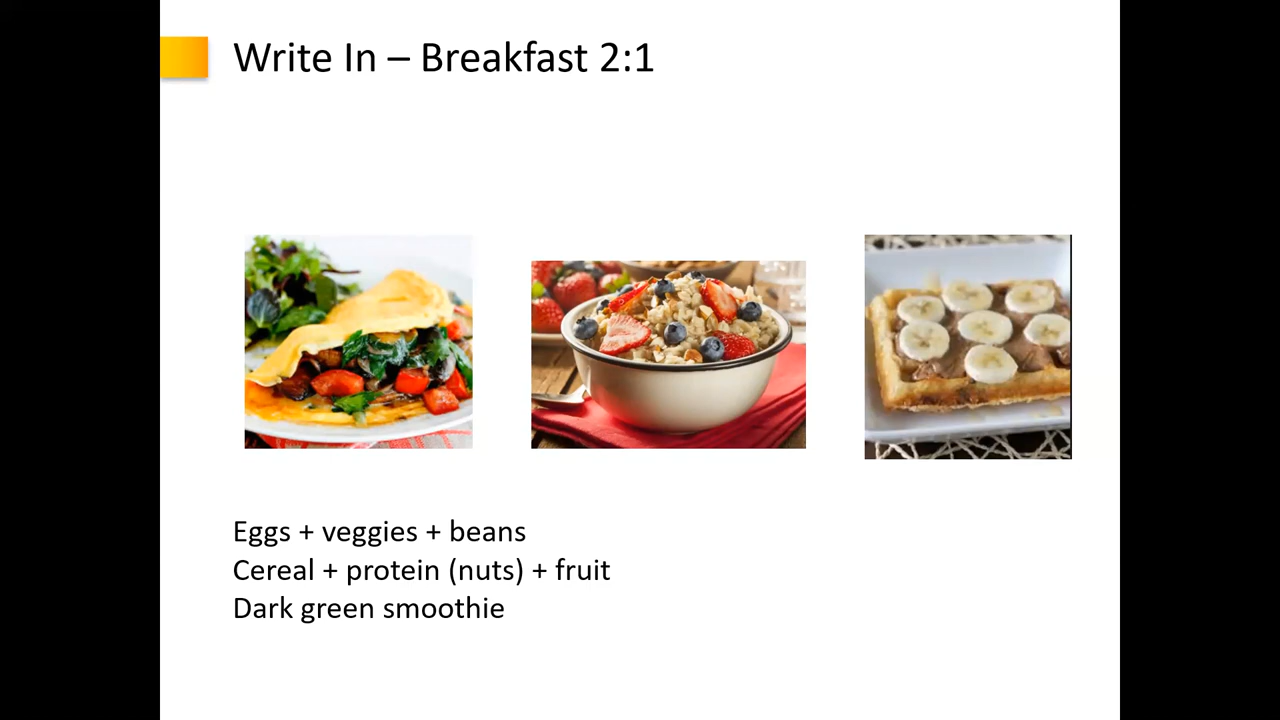 Write In – Breakfast 2:1
Eggs + veggies + beans
Cereal + protein (nuts) + fruit
Dark green smoothie